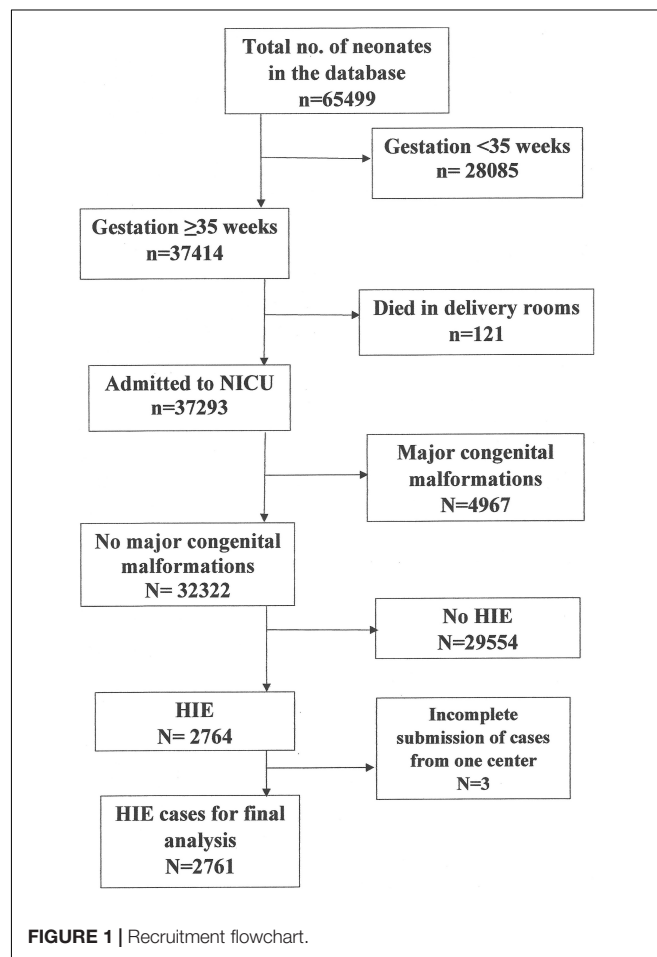 Total no. of neonates
in the database
n=65499
Gestation <35 weeks
n= 28085
Gestation ≥35 weeks
n=37414
Died in delivery rooms
n=121
Admitted to NICU
n=37293
Major congenital
malformations
N=4967
No major congenital
malformations
N= 32322
No HIE
N=29554
HIE
N= 2764
Incomplete
submission of cases
from one center
N=3
HIE cases for final
analysis
N=2761
FIGURE 1 | Recruitment flowchart.